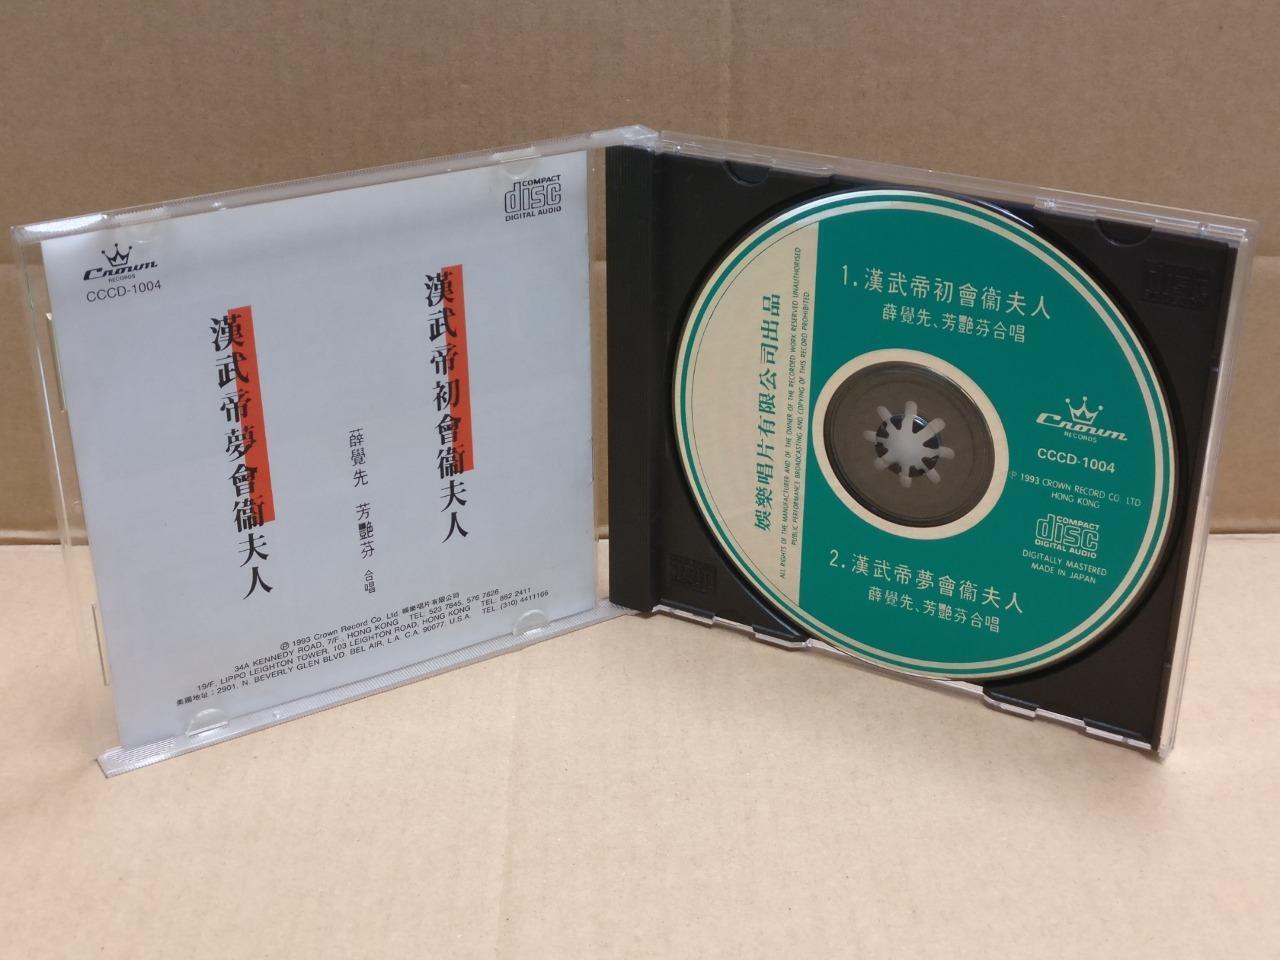 COMPACT
disc
DIGITAL AUDIO
Crown
RECORDS
CCCD-1004
漢武帝初會衞夫人
薛覺先 芳艷芬 合唱
漢武帝夢會衞夫人
℗ 1993 Crown Record Co. Ltd. 娛樂唱片有限公司
34A KENNEDY ROAD, 7/F., HONG KONG TEL. 523 7845, 576 7626
19/F. LIPPO LEIGHTON TOWER, 103 LEIGHTON ROAD, HONG KONG TEL. 882 2411
美國地址：2901, N. BEVERLY GLEN BLVD. BEL AIR, L.A. C.A. 90077. U.S.A. TEL. (310) 4411166
娛樂唱片有限公司出品
ALL RIGHTS OF THE MANUFACTURER AND OF THE OWNER OF THE RECORDED WORK RESERVED UNAUTHORISED
PUBLIC PERFORMANCE BROADCASTING AND COPYING OF THIS RECORD PROHIBITED
1. 漢武帝初會衞夫人
薛覺先、芳艷芬合唱
Crown
RECORDS
CCCD-1004
℗ 1993 CROWN RECORD CO. LTD
HONG KONG
COMPACT
disc
DIGITAL AUDIO
DIGITALLY MASTERED
MADE IN JAPAN
2. 漢武帝夢會衞夫人
薛覺先、芳艷芬合唱